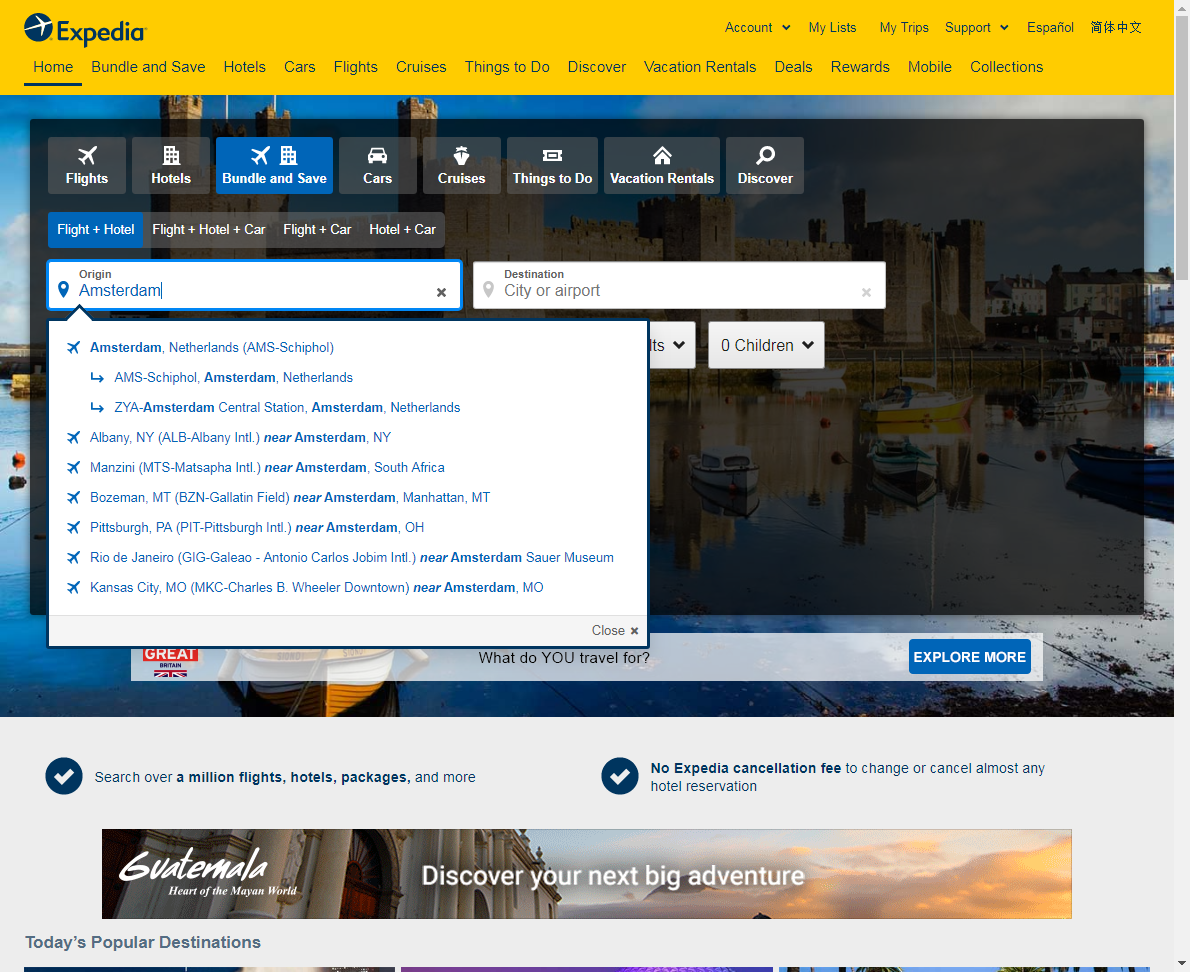 Expedia
Account My Lists My Trips Support Español 简体中文
Home Bundle and Save Hotels Cars Flights Cruises Things to Do Discover Vacation Rentals Deals Rewards Mobile Collections
Flights Hotels Bundle and Save Cars Cruises Things to Do Vacation Rentals Discover
Flight + Hotel Flight + Hotel + Car Flight + Car Hotel + Car
Origin
Amsterdam
Destination
City or airport
lts
0 Children
Amsterdam, Netherlands (AMS-Schiphol)
AMS-Schiphol, Amsterdam, Netherlands
ZYA-Amsterdam Central Station, Amsterdam, Netherlands
Albany, NY (ALB-Albany Intl.) near Amsterdam, NY
Manzini (MTS-Matsapha Intl.) near Amsterdam, South Africa
Bozeman, MT (BZN-Gallatin Field) near Amsterdam, Manhattan, MT
Pittsburgh, PA (PIT-Pittsburgh Intl.) near Amsterdam, OH
Rio de Janeiro (GIG-Galeao - Antonio Carlos Jobim Intl.) near Amsterdam Sauer Museum
Kansas City, MO (MKC-Charles B. Wheeler Downtown) near Amsterdam, MO
Close
GREAT
BRITAIN
What do YOU travel for?
EXPLORE MORE
Search over a million flights, hotels, packages, and more
No Expedia cancellation fee to change or cancel almost any
hotel reservation
Guatemala
Heart of the Mayan World
Discover your next big adventure
Today's Popular Destinations